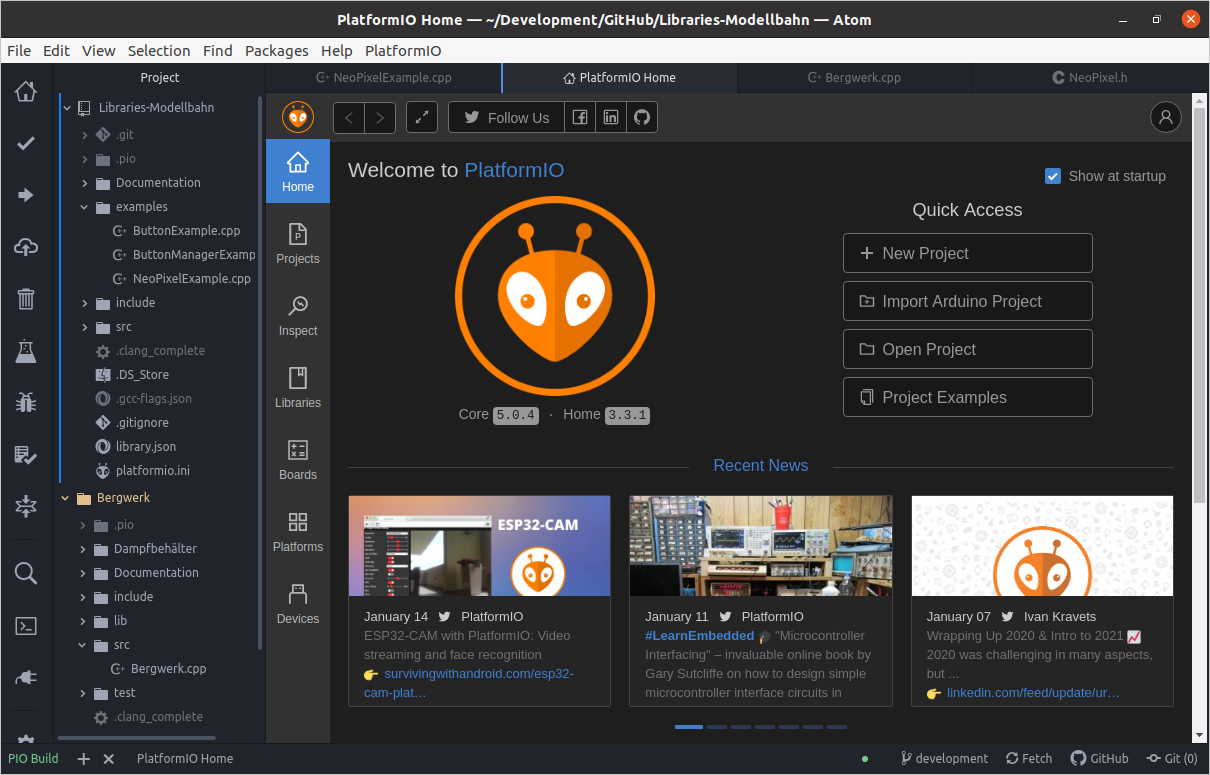 PlatformIO Home — ~/Development/GitHub/Libraries-Modellbahn — Atom
File Edit View Selection Find Packages Help PlatformIO
Project
NeoPixelExample.cpp
PlatformIO Home
Bergwerk.cpp
NeoPixel.h
Libraries-Modellbahn
.git
.pio
Documentation
examples
ButtonExample.cpp
ButtonManagerExamp
NeoPixelExample.cpp
include
src
.clang_complete
.DS_Store
.gcc-flags.json
.gitignore
library.json
platformio.ini
Bergwerk
.pio
Dampfbehälter
Documentation
include
lib
src
Bergwerk.cpp
test
.clang_complete
Follow Us
Home
Projects
Inspect
Libraries
Boards
Platforms
Devices
Welcome to PlatformIO
Show at startup
Core 5.0.4 · Home 3.3.1
Quick Access
New Project
Import Arduino Project
Open Project
Project Examples
Recent News
ESP32-CAM
January 14 PlatformIO
ESP32-CAM with PlatformIO: Video
streaming and face recognition
👉 survivingwithandroid.com/esp32-
cam-plat…
January 11 PlatformIO
#LearnEmbedded 🎓 "Microcontroller
Interfacing" – invaluable online book by
Gary Sutcliffe on how to design simple
microcontroller interface circuits in
January 07 Ivan Kravets
Wrapping Up 2020 & Intro to 2021 📈
2020 was challenging in many aspects,
but ...
👉 linkedin.com/feed/update/ur…
PIO Build
PlatformIO Home
development
Fetch
GitHub
Git (0)